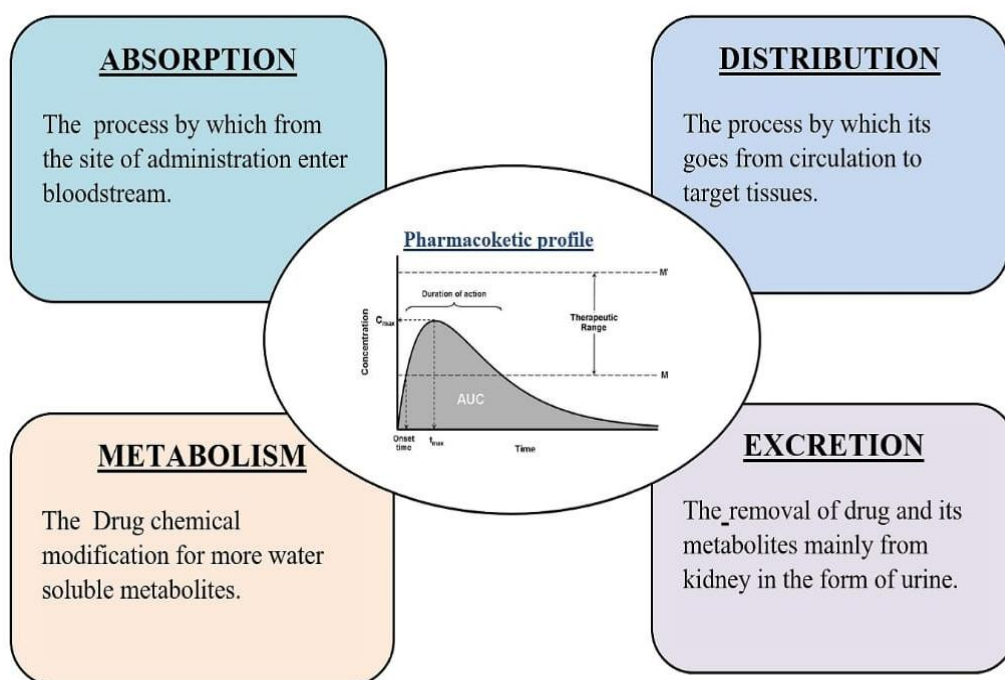 ABSORPTION
The process by which from
the site of administration enter
bloodstream.
DISTRIBUTION
The process by which its
goes from circulation to
target tissues.
Pharmacoketic profile
M'
Duration of action
Therapeutic
Range
Cmax
Concentration
M
AUC
Onset
time
tmax
Time
METABOLISM
The Drug chemical
modification for more water
soluble metabolites.
EXCRETION
The removal of drug and its
metabolites mainly from
kidney in the form of urine.